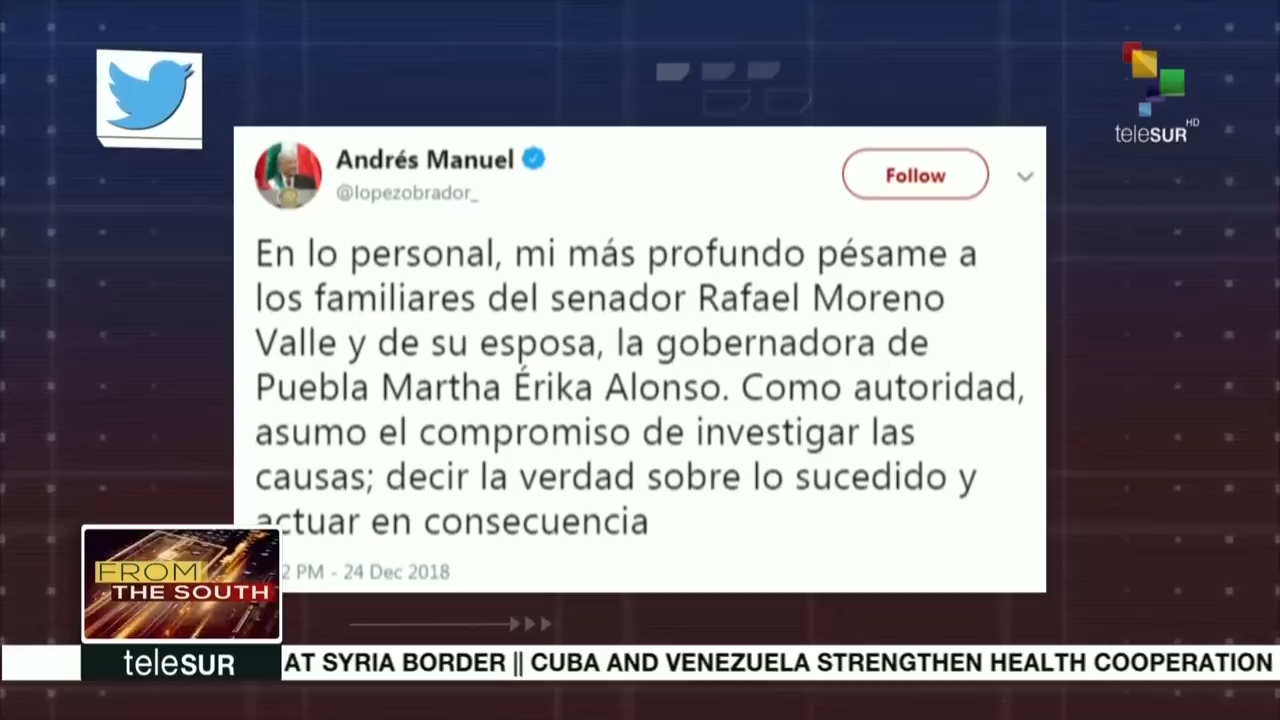 teleSUR HD
Andrés Manuel
@lopezobrador_
Follow
En lo personal, mi más profundo pésame a
los familiares del senador Rafael Moreno
Valle y de su esposa, la gobernadora de
Puebla Martha Érika Alonso. Como autoridad,
asumo el compromiso de investigar las
causas; decir la verdad sobre lo sucedido y
actuar en consecuencia
2 PM - 24 Dec 2018
FROM
THE SOUTH
teleSUR
AT SYRIA BORDER || CUBA AND VENEZUELA STRENGTHEN HEALTH COOPERATION